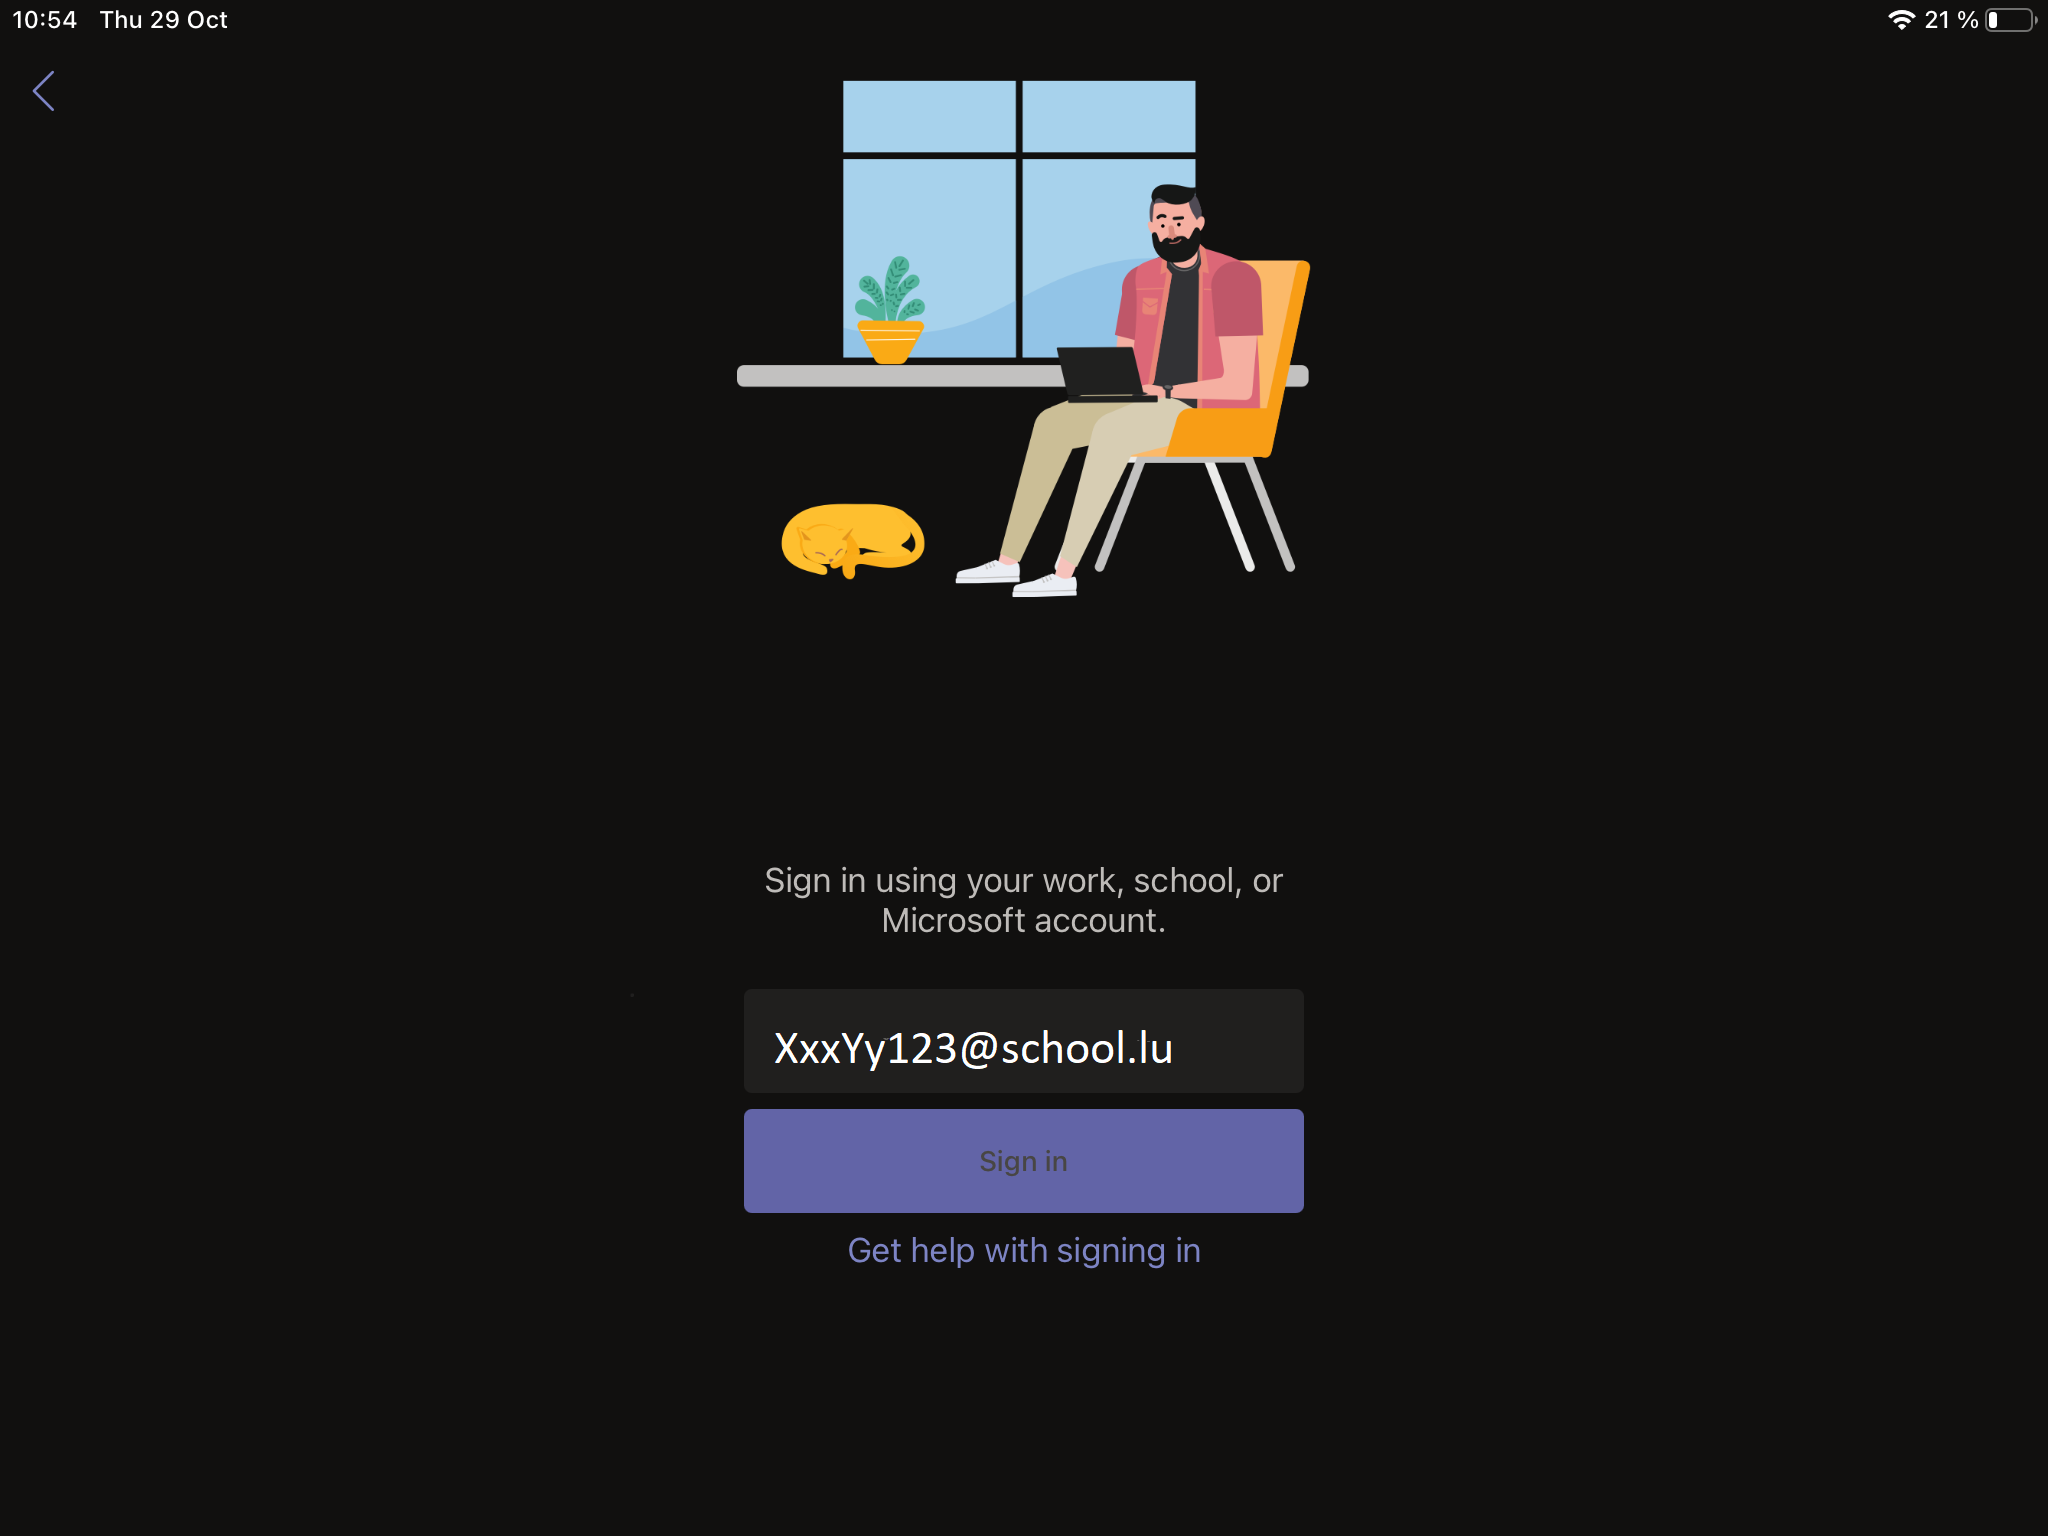 10:54 Thu 29 Oct 21 %
Sign in using your work, school, or
Microsoft account.
XxxYy123@school.lu
Sign in
Get help with signing in